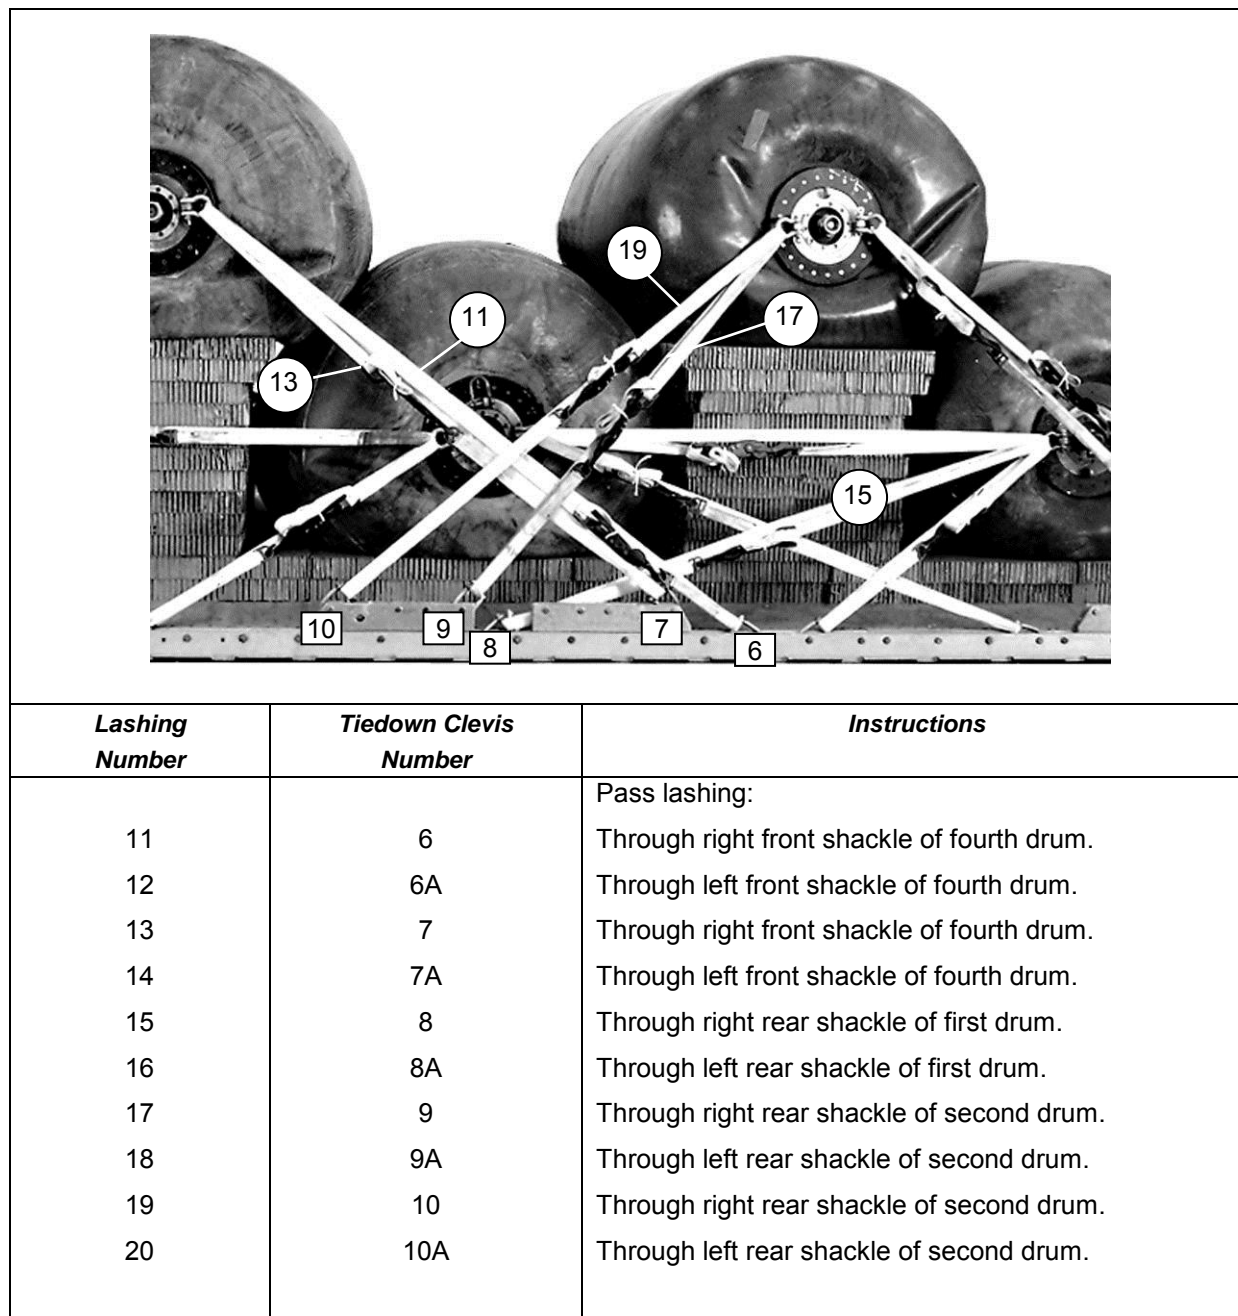 19
11
17
13
15
10
9
8
7
6
Lashing Number
Tiedown Clevis Number
Instructions
Pass lashing:
11 6 Through right front shackle of fourth drum.
12 6A Through left front shackle of fourth drum.
13 7 Through right front shackle of fourth drum.
14 7A Through left front shackle of fourth drum.
15 8 Through right rear shackle of first drum.
16 8A Through left rear shackle of first drum.
17 9 Through right rear shackle of second drum.
18 9A Through left rear shackle of second drum.
19 10 Through right rear shackle of second drum.
20 10A Through left rear shackle of second drum.